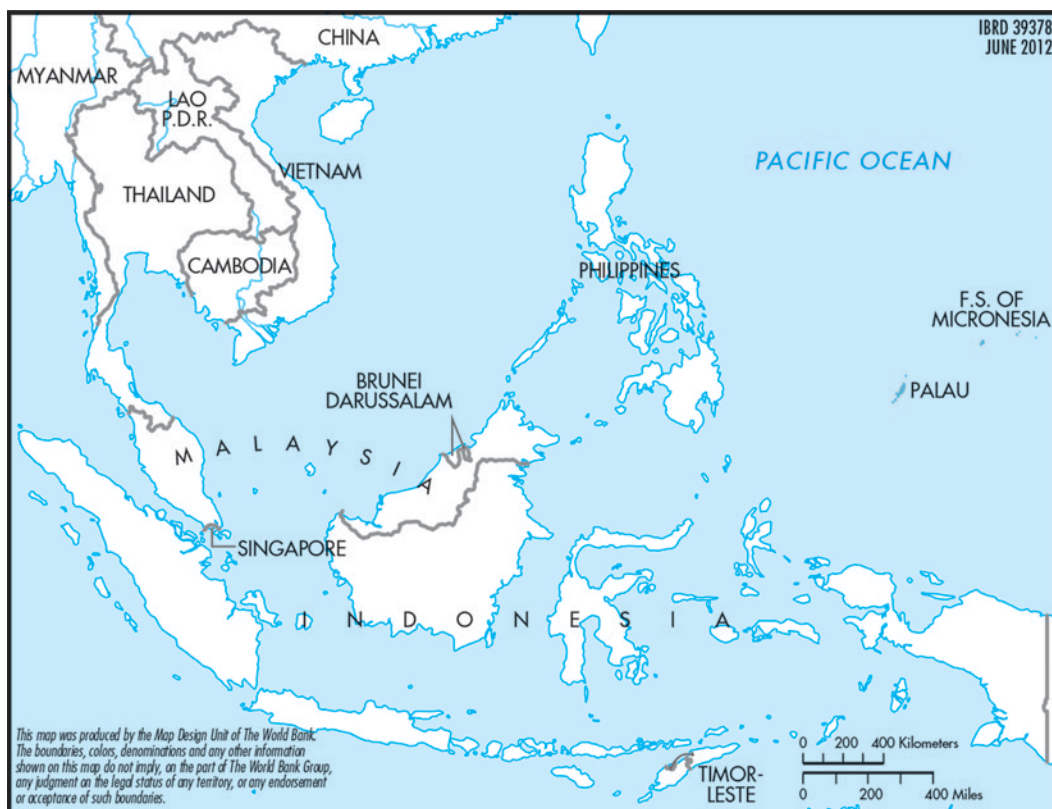 IBRD 39378
JUNE 2012
CHINA
MYANMAR
LAO
P.D.R.
VIETNAM
PACIFIC OCEAN
THAILAND
CAMBODIA
PHILIPPINES
F.S. OF
MICRONESIA
PALAU
BRUNEI
DARUSSALAM
MALAYSIA
SINGAPORE
INDONESIA
This map was produced by the Map Design Unit of The World Bank.
The boundaries, colors, denominations and any other information
shown on this map do not imply, on the part of The World Bank Group,
any judgment on the legal status of any territory, or any endorsement
or acceptance of such boundaries.
TIMOR-
LESTE
0 200 400 Kilometers
0 200 400 Miles